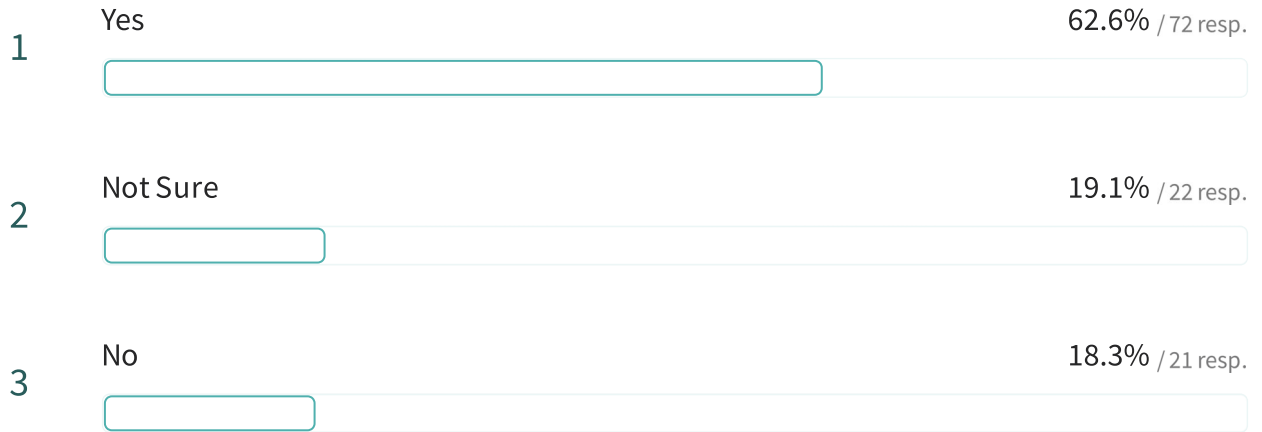 1
Yes 62.6% / 72 resp.
2
Not Sure 19.1% / 22 resp.
3
No 18.3% / 21 resp.